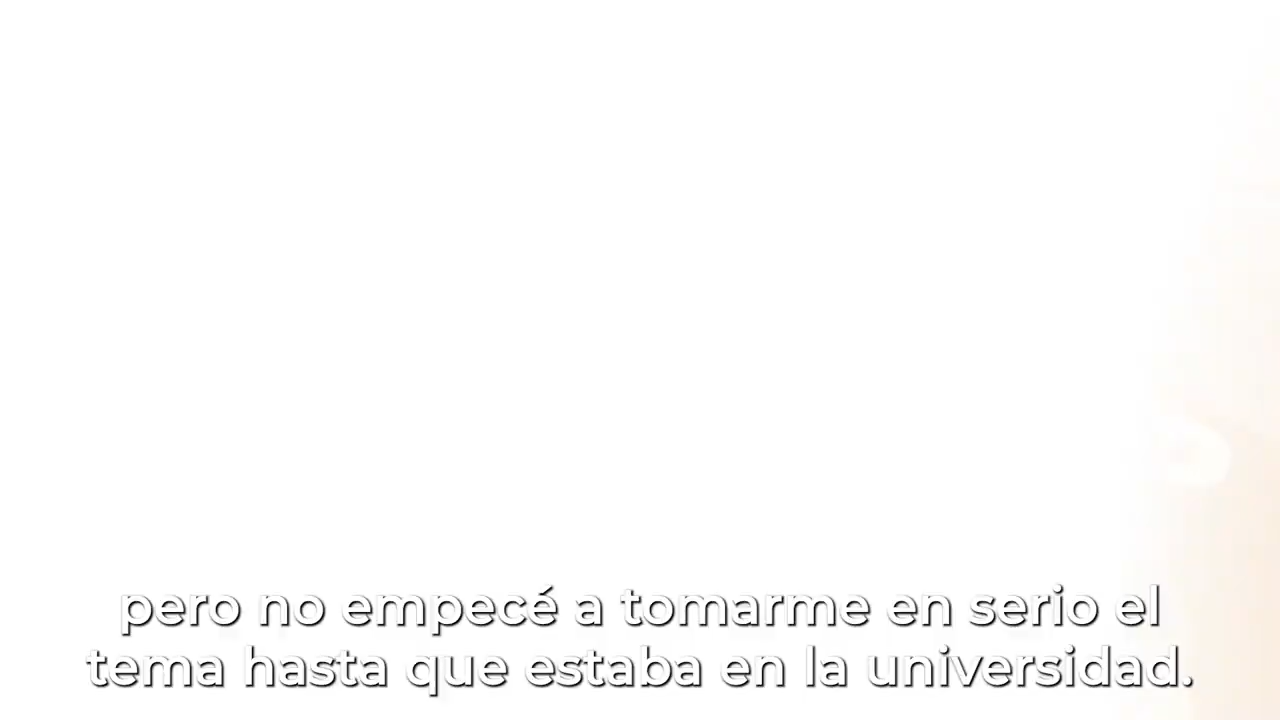 pero no empecé a tomarme en serio el
tema hasta que estaba en la universidad.